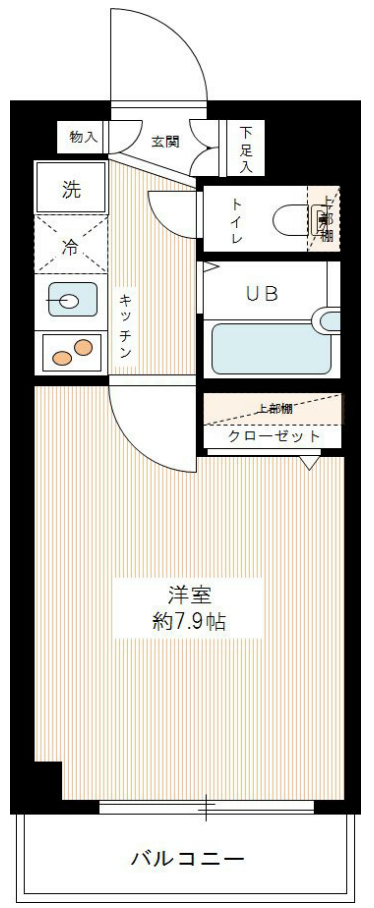 物入
玄関
下足入
洗
トイレ
上部棚
冷
UB
キッチン
上部棚
クローゼット
洋室
約7.9帖
バルコニー